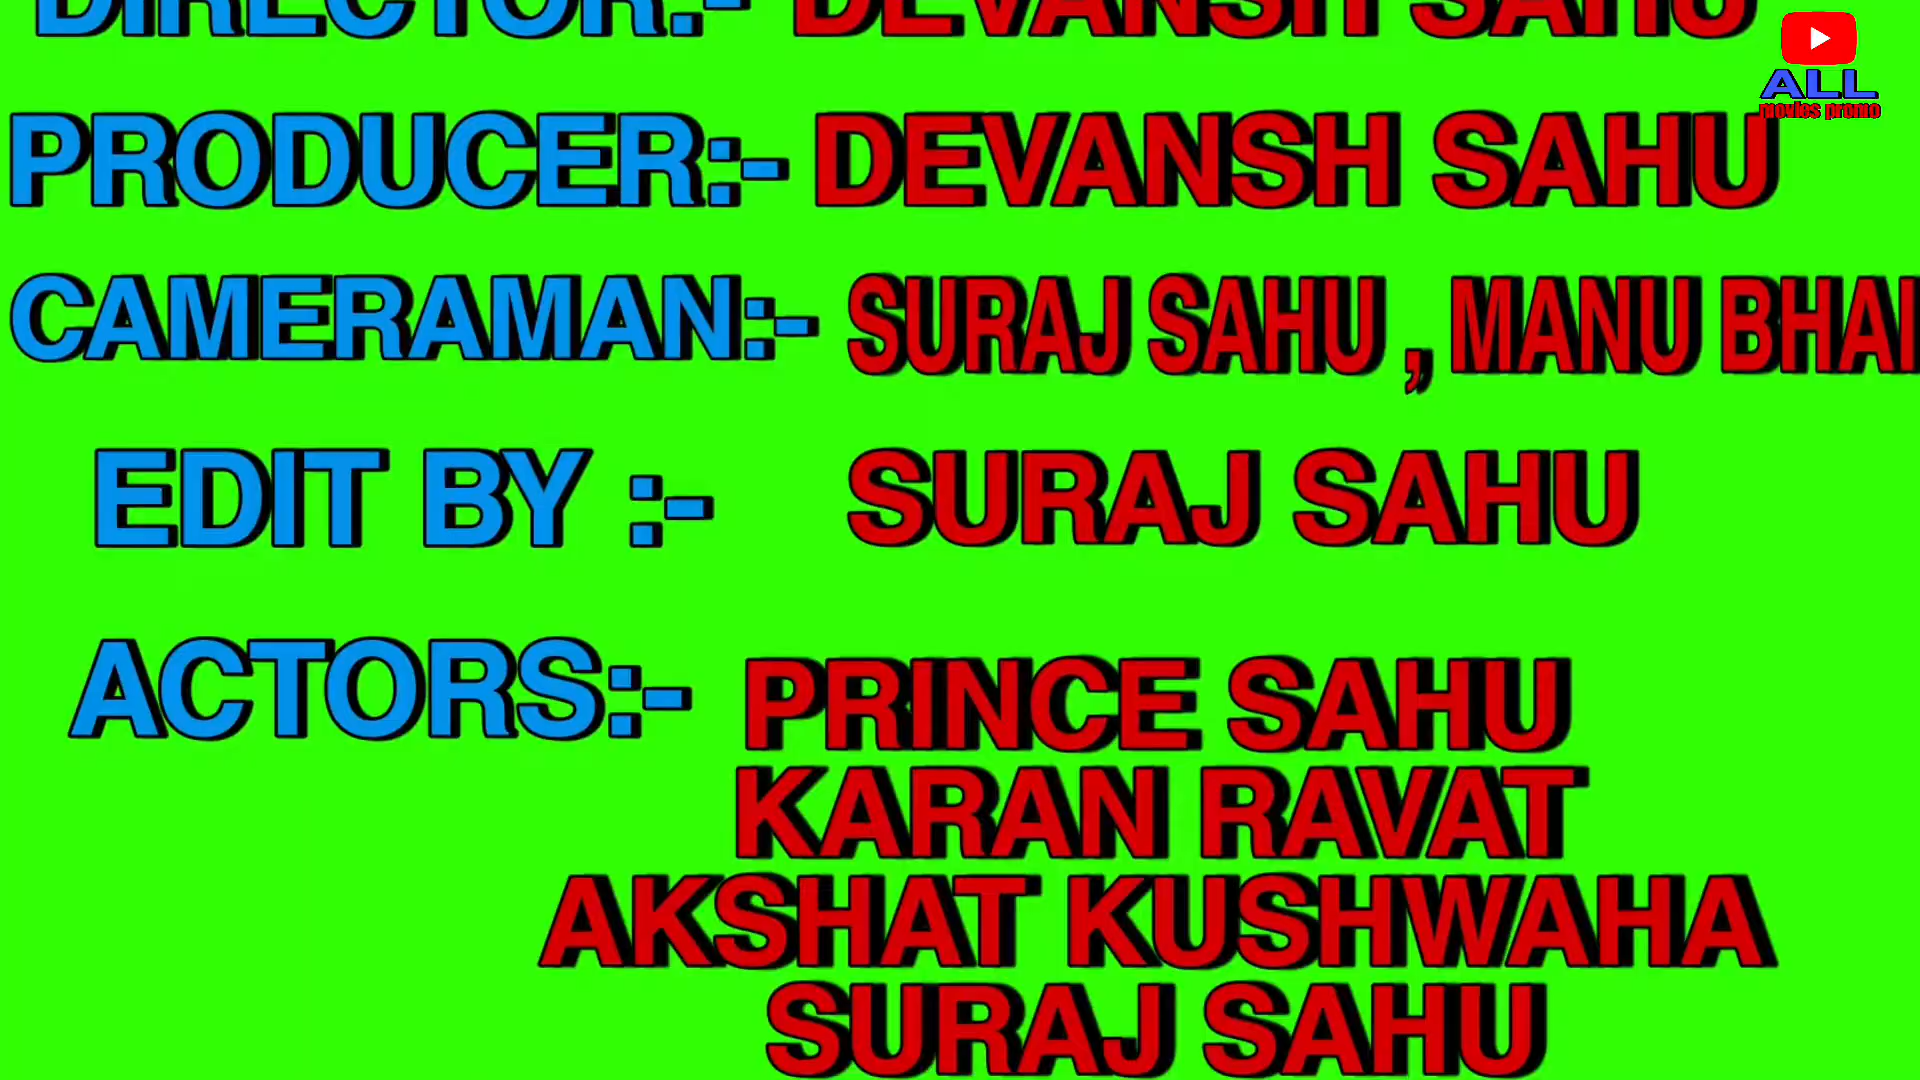 DIRECTOR:- DEVANSH SAHU
ALL
movies promo
PRODUCER:- DEVANSH SAHU
CAMERAMAN:- SURAJ SAHU , MANU BHAI
EDIT BY :- SURAJ SAHU
ACTORS:- PRINCE SAHU
KARAN RAVAT
AKSHAT KUSHWAHA
SURAJ SAHU